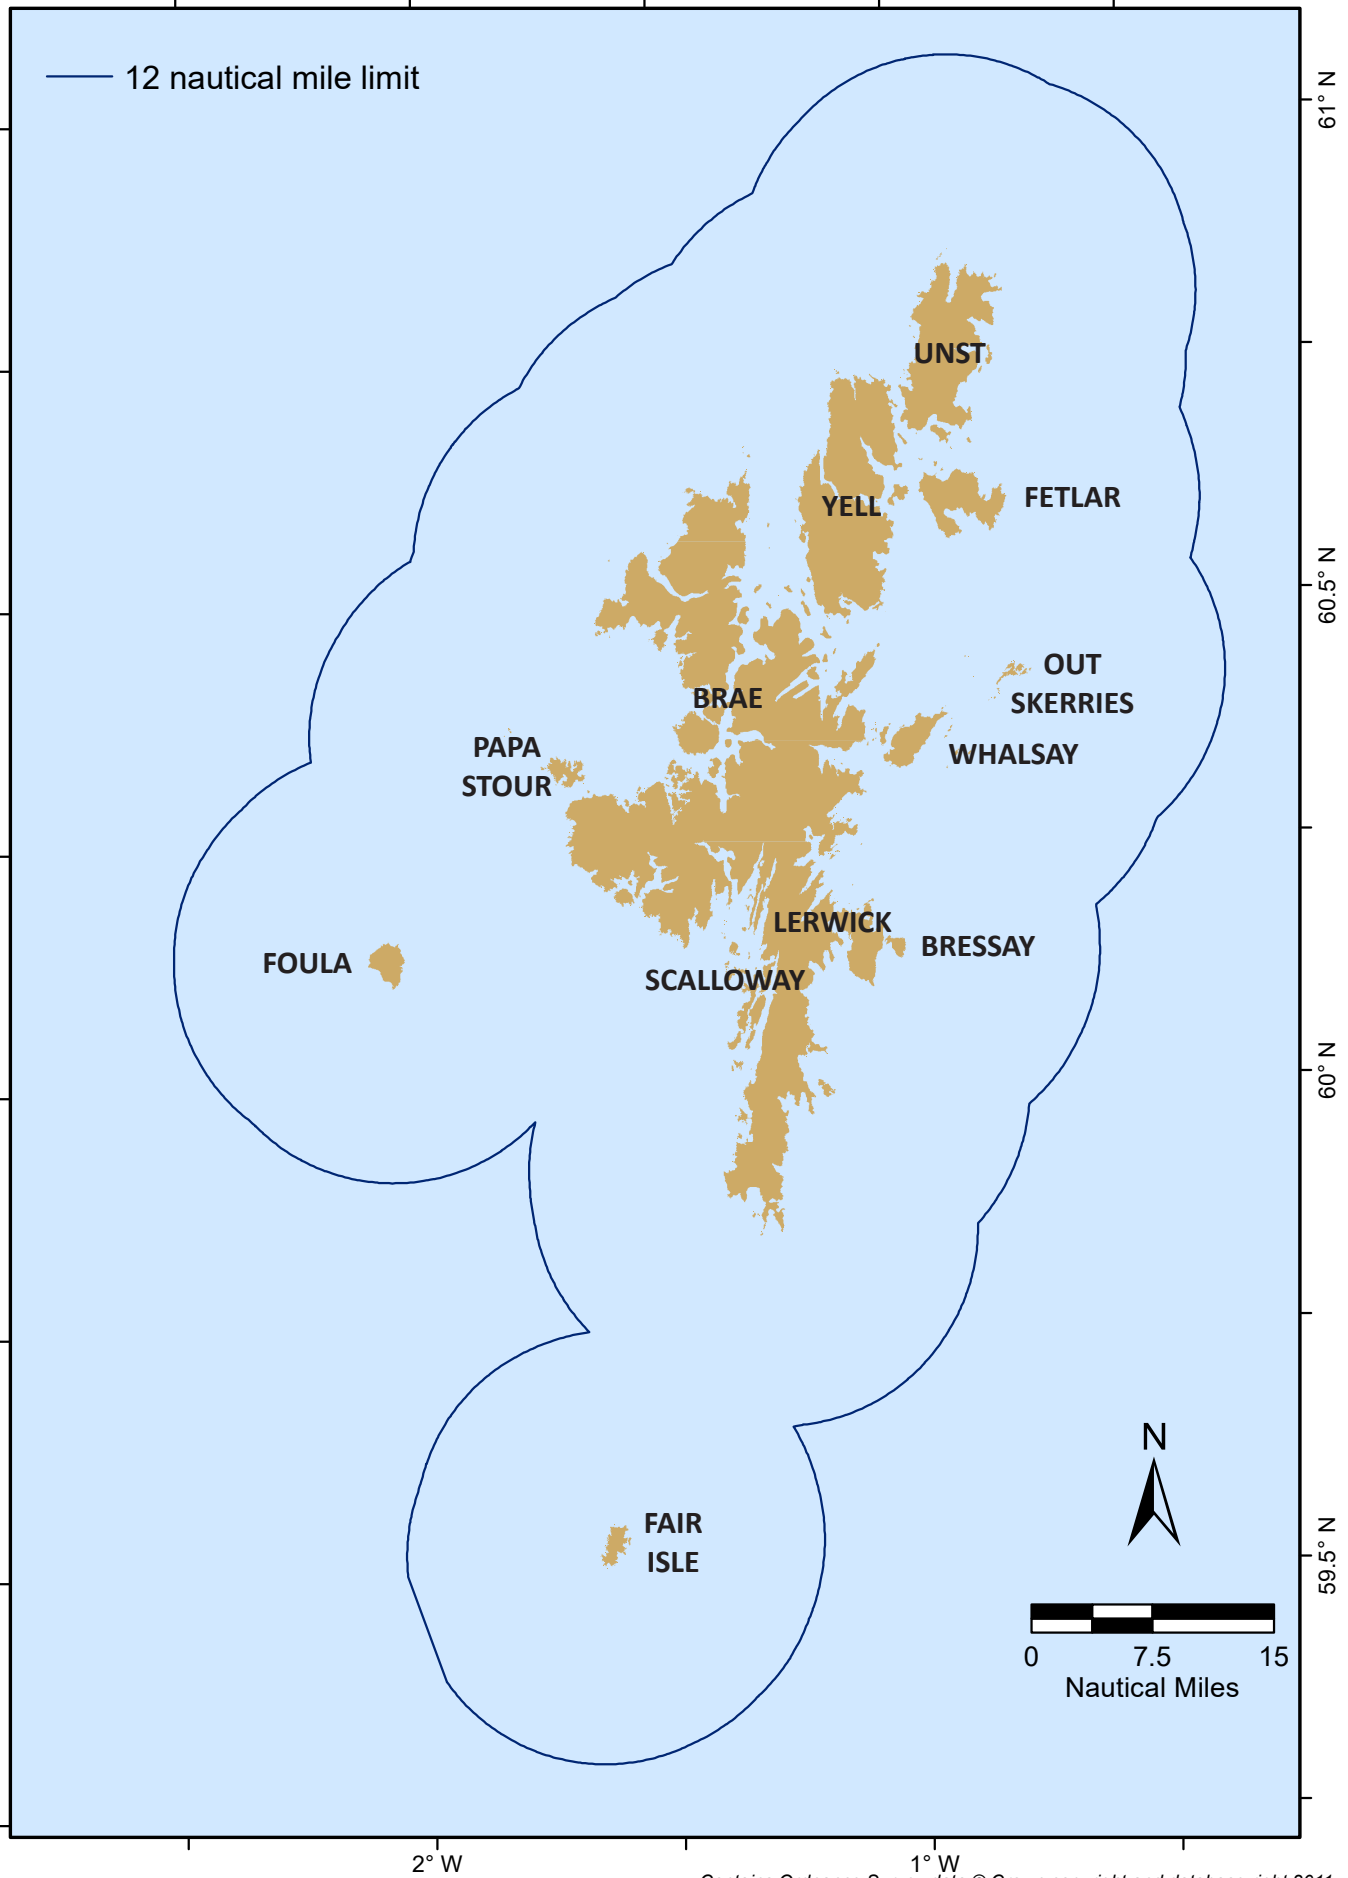 12 nautical mile limit
61° N
UNST
YELL
FETLAR
60.5° N
OUT
SKERRIES
BRAE
PAPA
STOUR
WHALSAY
LERWICK
BRESSAY
FOULA
SCALLOWAY
60° N
N
FAIR
ISLE
59.5° N
0 7.5 15
Nautical Miles
2° W 1° W